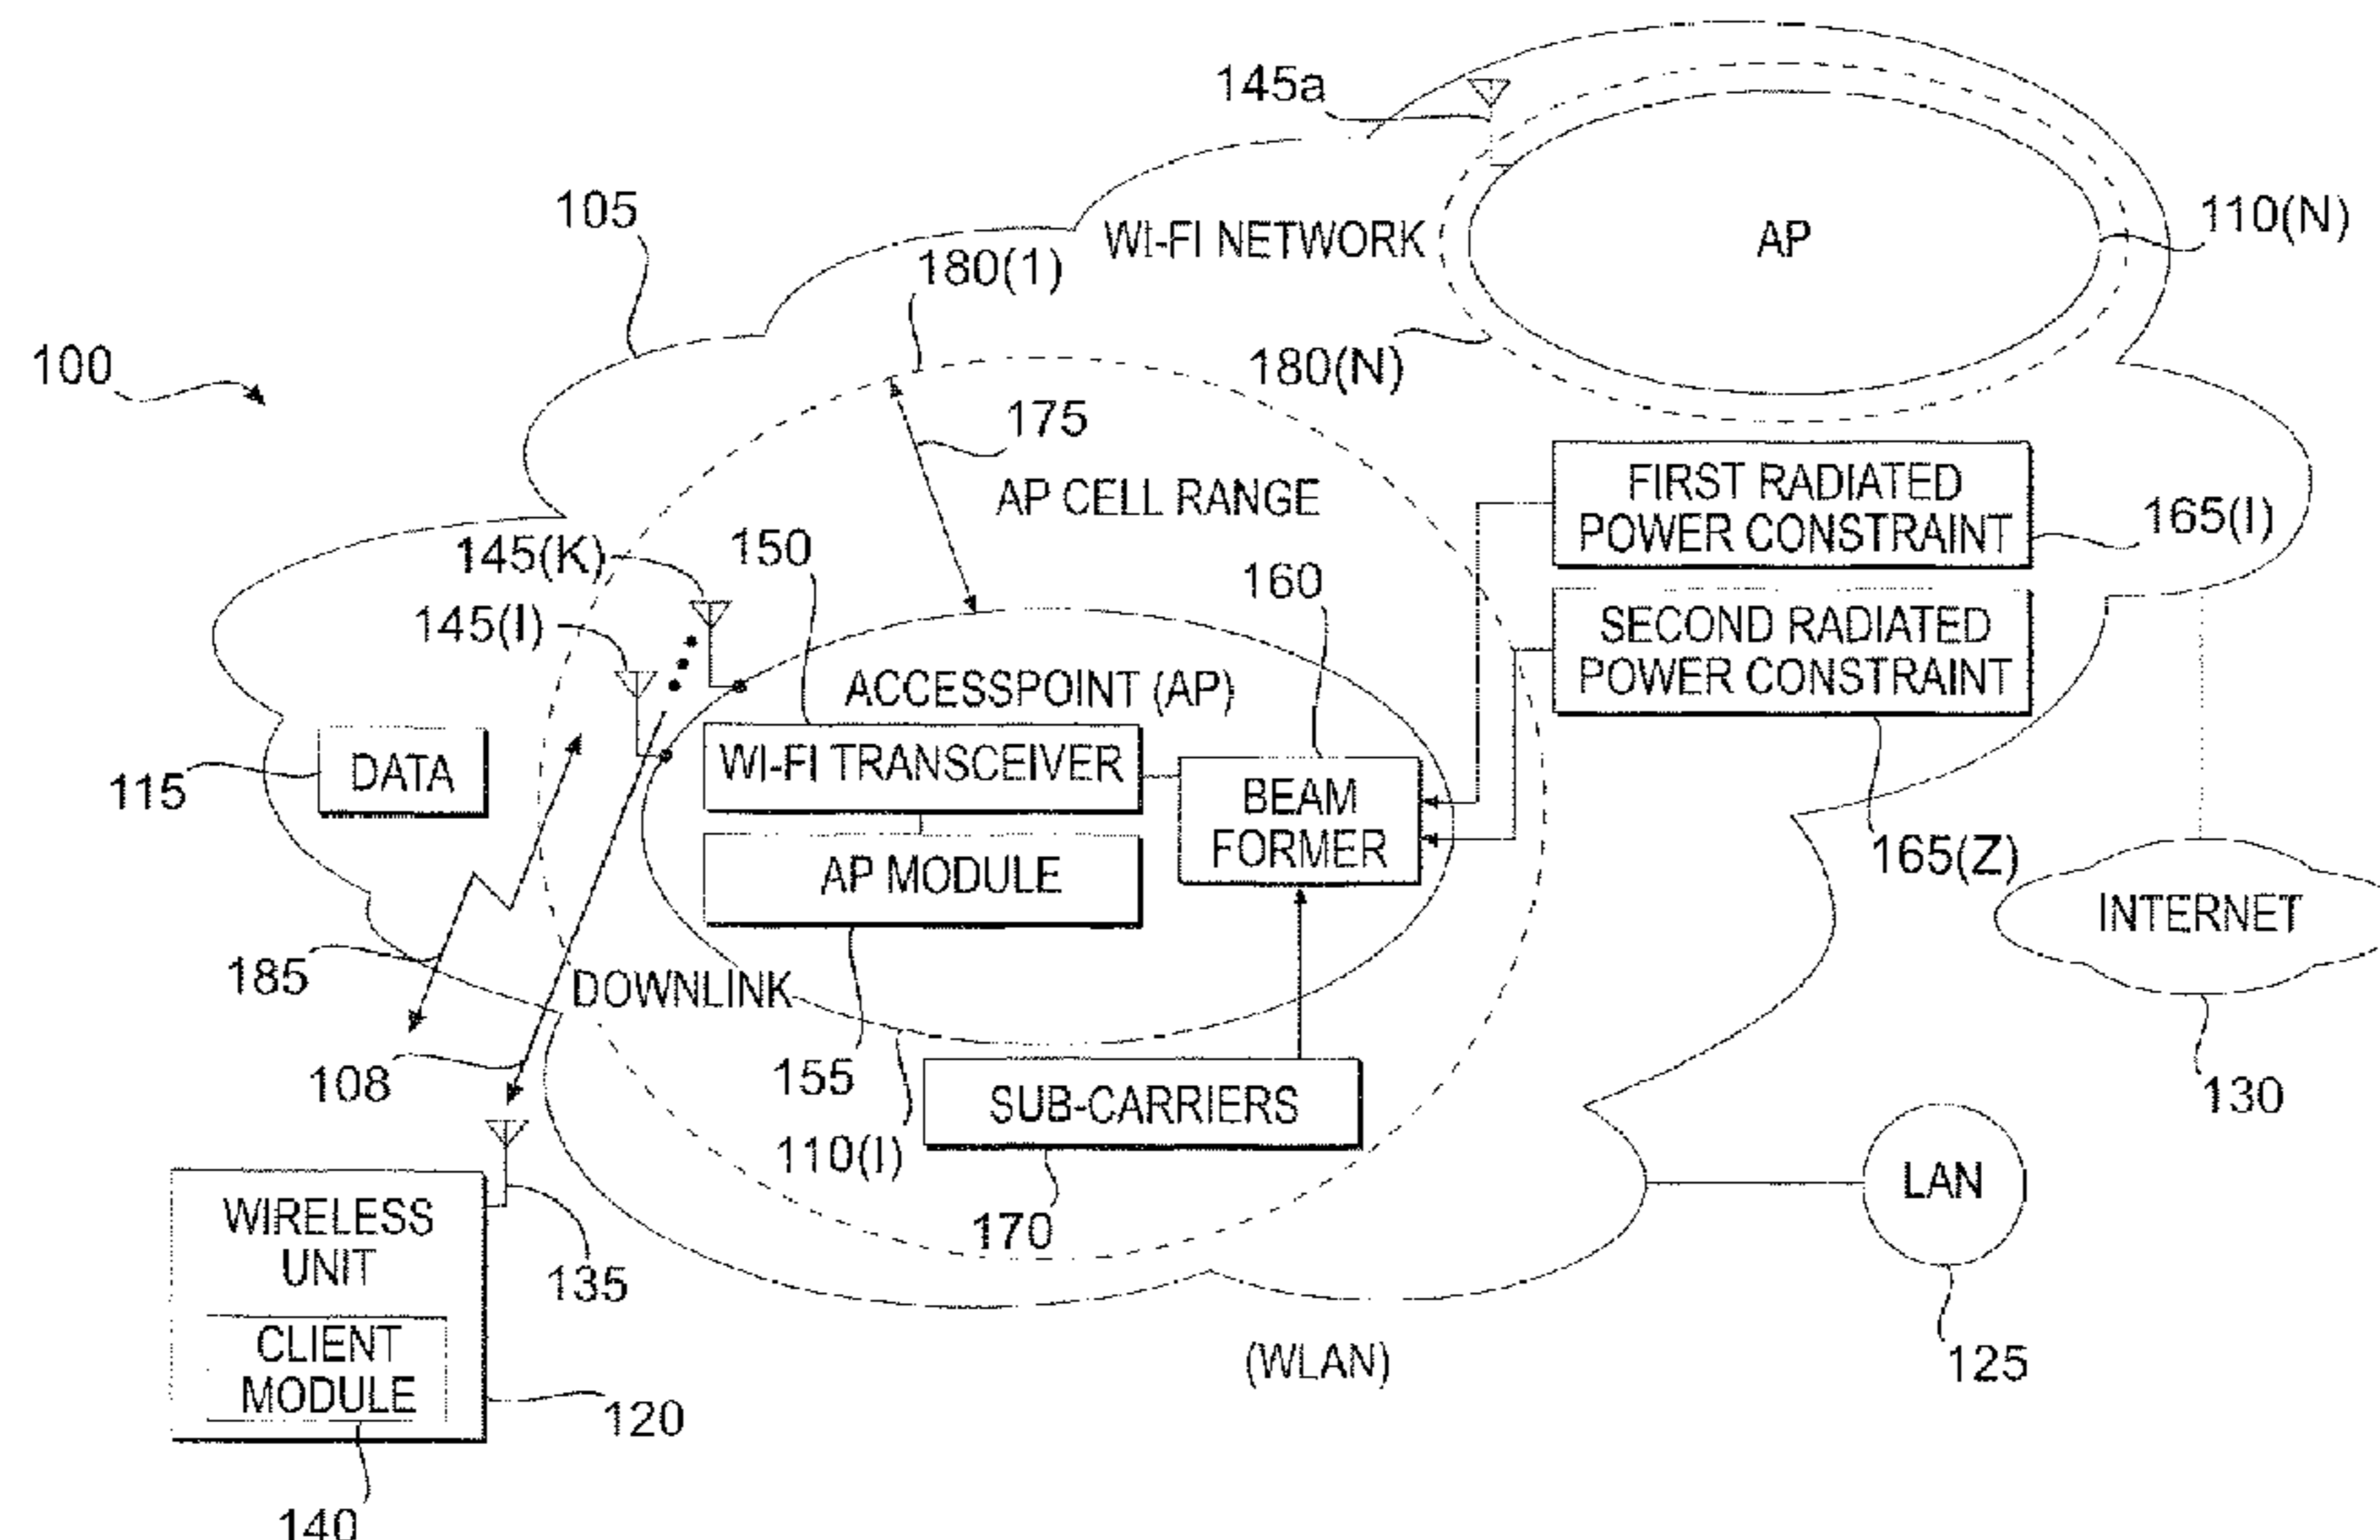 145a
105
WI-FI NETWORK
AP
110(N)
180(1)
100
180(N)
175
AP CELL RANGE
FIRST RADIATED
POWER CONSTRAINT
165(I)
145(K)
150
160
145(I)
SECOND RADIATED
POWER CONSTRAINT
ACCESSPOINT (AP)
WI-FI TRANSCEIVER
DATA
115
BEAM
FORMER
AP MODULE
165(Z)
INTERNET
185
DOWNLINK
108
155
SUB-CARRIERS
130
110(I)
LAN
170
WIRELESS
UNIT
135
CLIENT
MODULE
(WLAN)
125
120
140